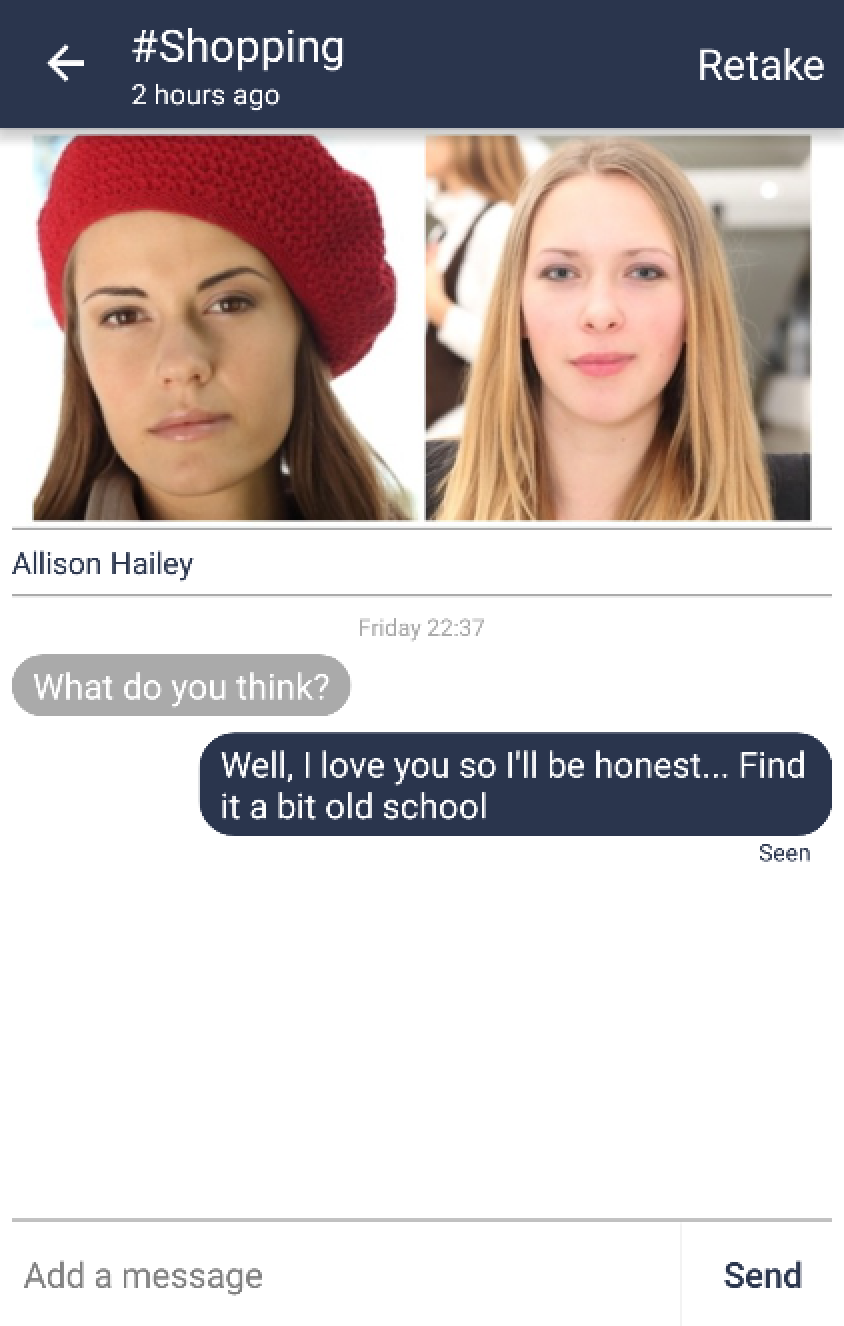 #Shopping
2 hours ago
Retake
Allison Hailey
Friday 22:37
What do you think?
Well, I love you so I'll be honest... Find
it a bit old school
Seen
Add a message
Send